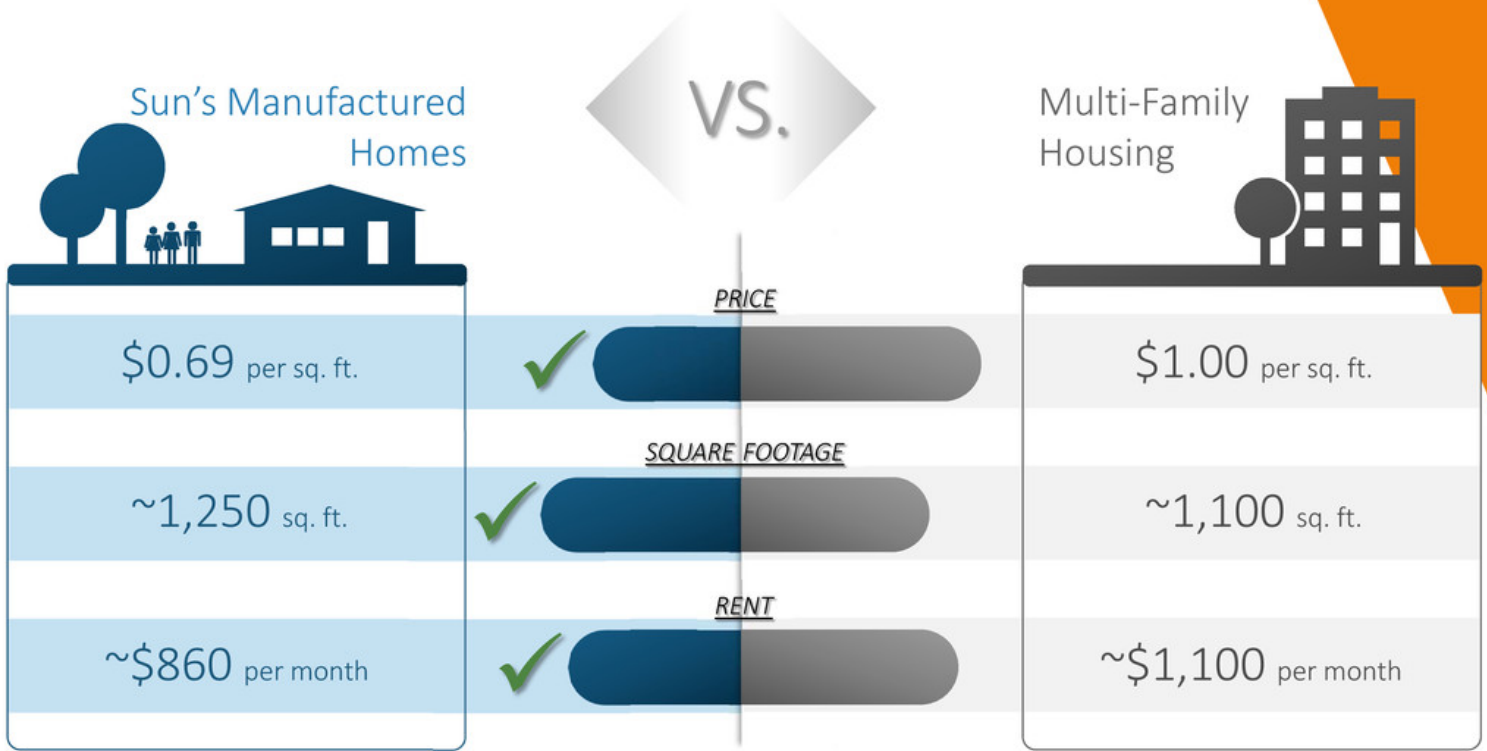 Sun's Manufactured
Homes
VS.
Multi-Family
Housing
PRICE
$0.69 per sq. ft.
$1.00 per sq. ft.
SQUARE FOOTAGE
~1,250 sq. ft.
~1,100 sq. ft.
RENT
~$860 per month
~$1,100 per month